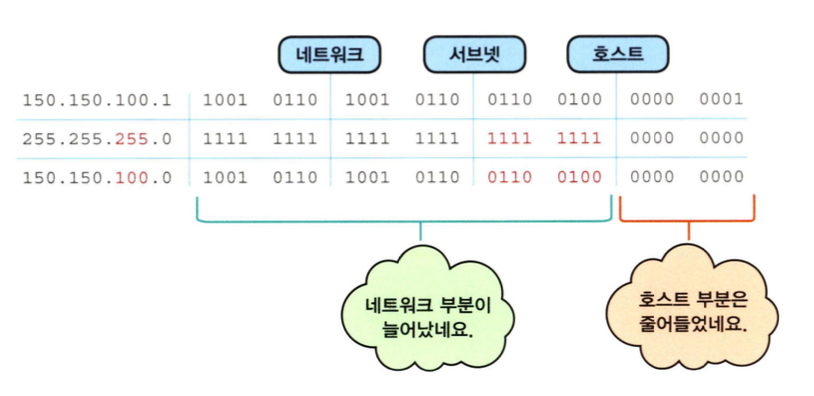 네트워크 서브넷 호스트
150.150.100.1 1001 0110 1001 0110 0110 0100 0000 0001
255.255.255.0 1111 1111 1111 1111 1111 1111 0000 0000
150.150.100.0 1001 0110 1001 0110 0110 0100 0000 0000
네트워크 부분이
늘어났네요.
호스트 부분은
줄어들었네요.